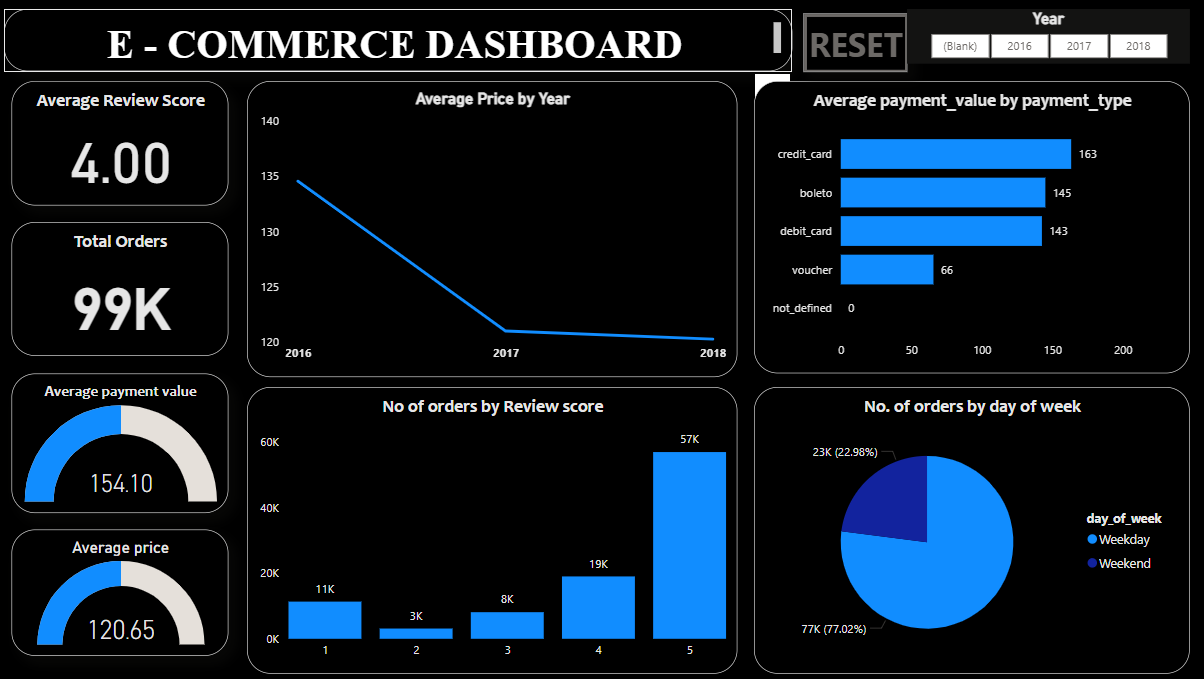 E - COMMERCE DASHBOARD
RESET
Year
(Blank) 2016 2017 2018
Average Review Score
4.00
Total Orders
99K
Average payment value
154.10
Average price
120.65
Average Price by Year
140
135
130
125
120
2016 2017 2018
Average payment_value by payment_type
credit_card 163
boleto 145
debit_card 143
voucher 66
not_defined 0
0 50 100 150 200
No of orders by Review score
60K
40K
20K
0K
11K
3K
8K
19K
57K
1 2 3 4 5
No. of orders by day of week
23K (22.98%)
77K (77.02%)
day_of_week
Weekday
Weekend